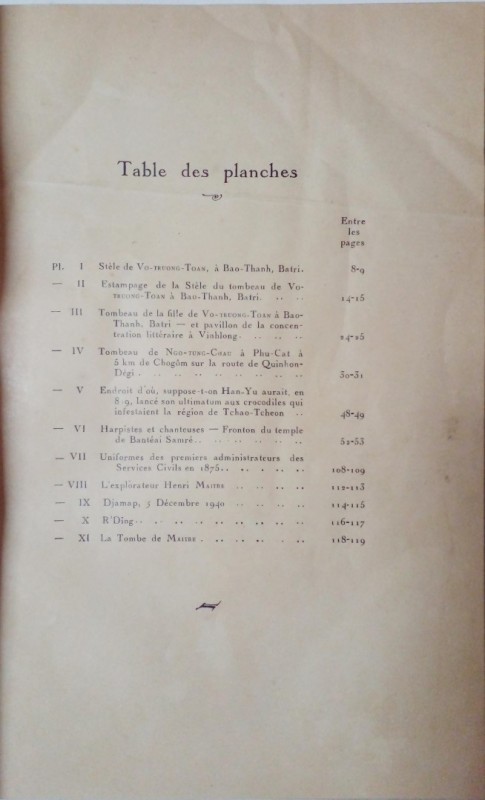 Table des planches
Entre
les
pages
Pl. I Stèle de Vo-truong-Toan, à Bao-Thanh, Batri. 8-9
— II Estampage de la Stèle du tombeau de Vo-
truong-Toan à Bao-Thanh, Batri. .. .. 14-15
— III Tombeau de la fille de Vo-truong-Toan à Bao-
Thanh, Batri — et pavillon de la concen-
tration littéraire à Vinhlong. .. .. .. .. 24-25
— IV Tombeau de Ngo-tung-Chau à Phu-Cat à
5 km de Chogôm sur la route de Quinhon-
Dégi . .. .. .. .. .. .. .. .. .. 30-31
— V Endroit d'où, suppose-t-on Han-Yu aurait, en
8.9, lancé son ultimatum aux crocodiles qui
infestaient la région de Tchao-Tcheou .. 48-49
— VI Harpistes et chanteuses — Fronton du temple
de Bantéai Samré.. .. .. .. .. .. 52-53
— VII Uniformes des premiers administrateurs des
Services Civils en 1875. . .. .. . .. 108-109
— VIII L'explorateur Henri Maitre .. .. .. .. 112-113
— IX Djamap, 5 Décembre 1940 .. .. .. .. 114-115
— X R'Dîng.. .. .. .. .. .. .. .. .. 116-117
— XI La Tombe de Maitre . .. .. .. .. .. 118-119